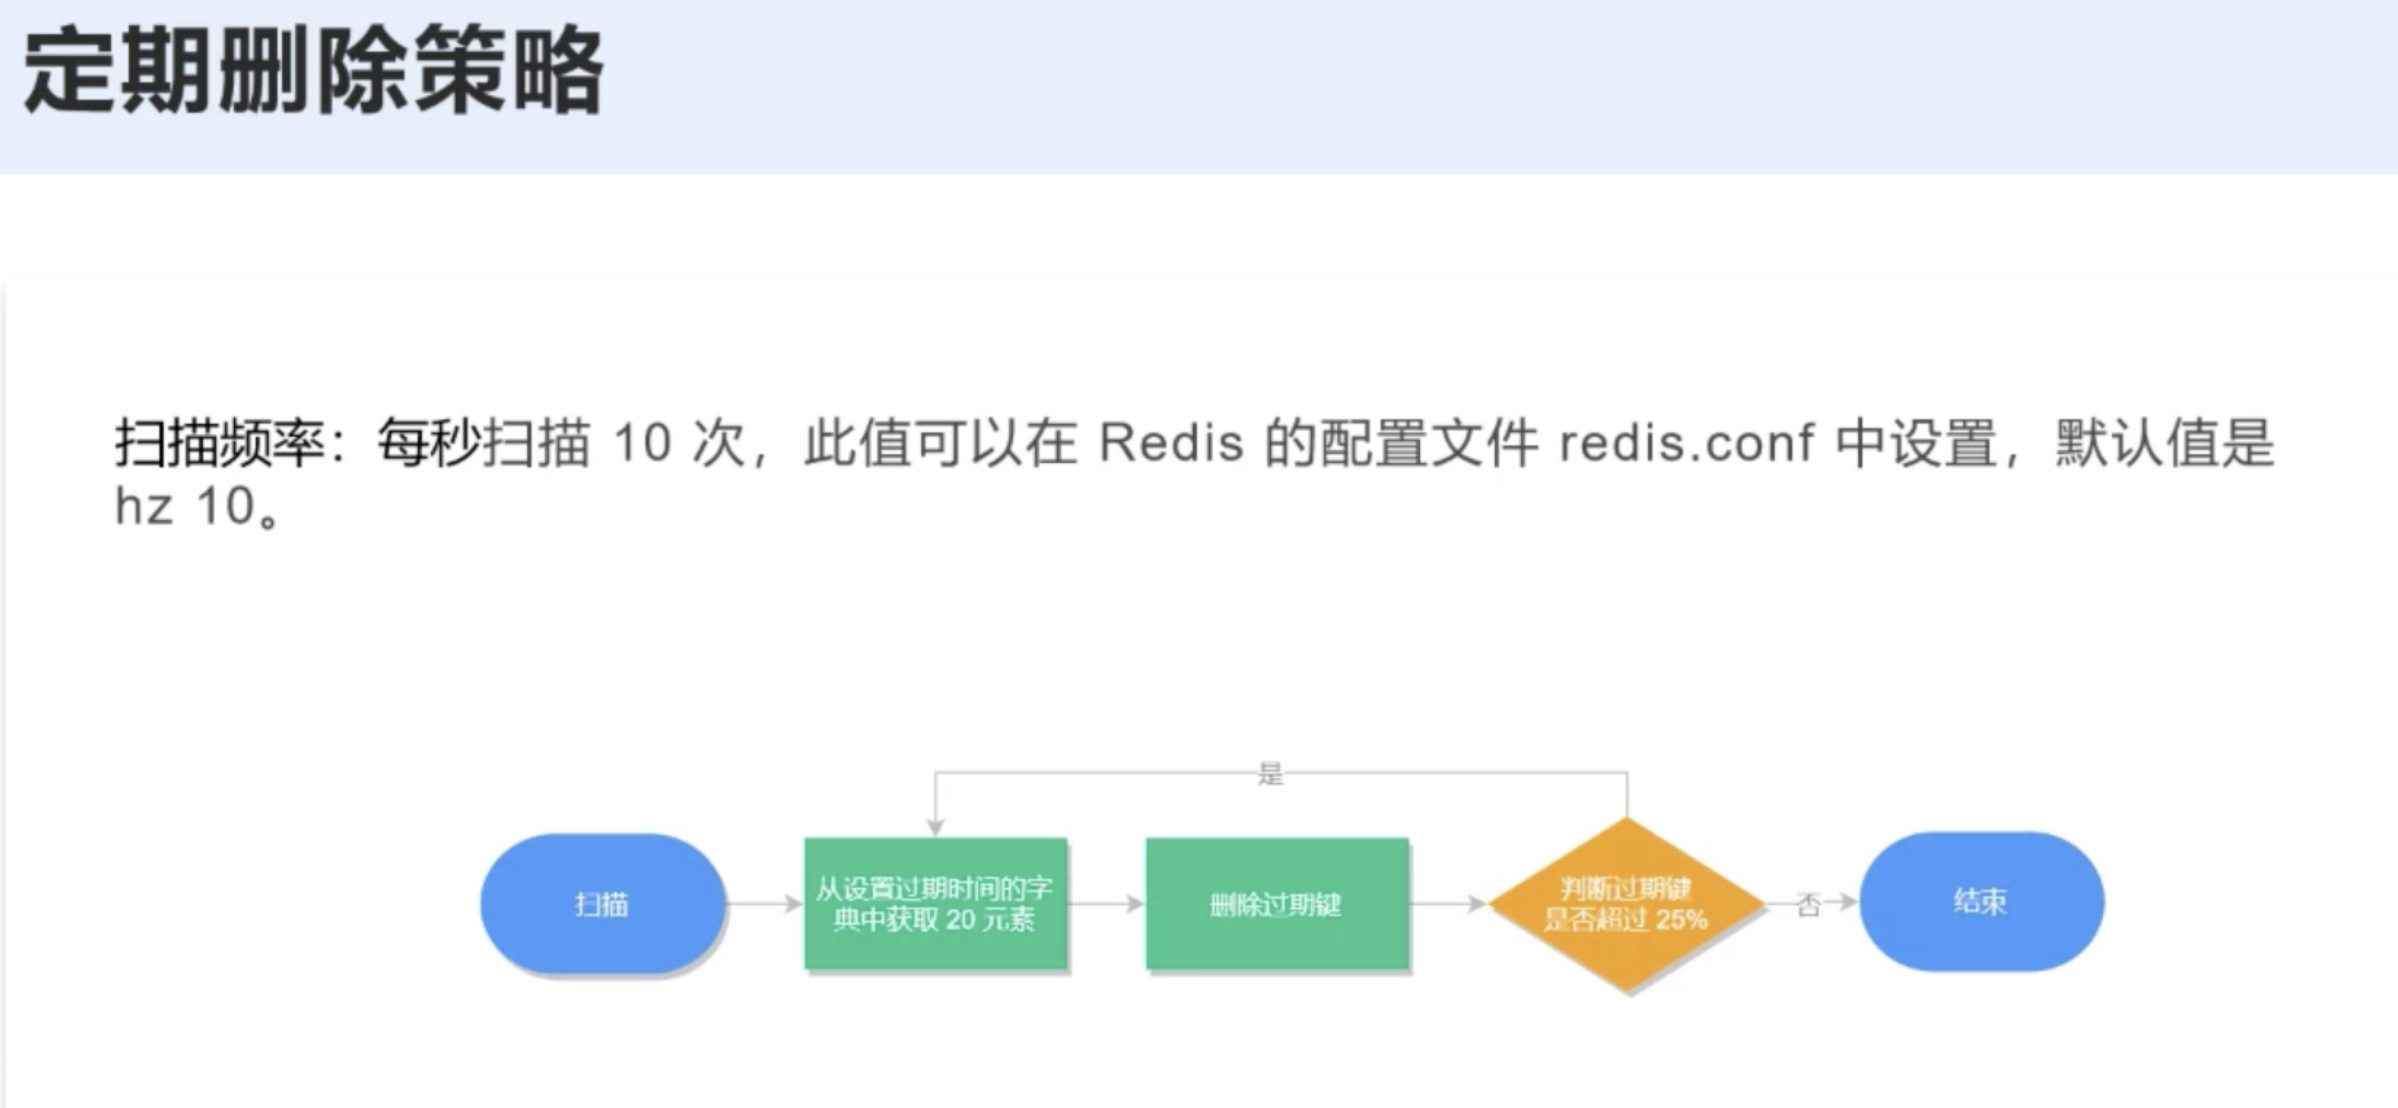 定期删除策略
扫描频率：每秒扫描 10 次，此值可以在 Redis 的配置文件 redis.conf 中设置，默认值是
hz 10。
是
扫描
从设置过期时间的字
典中获取 20 元素
删除过期键
判断过期键
是否超过 25%
否
结束